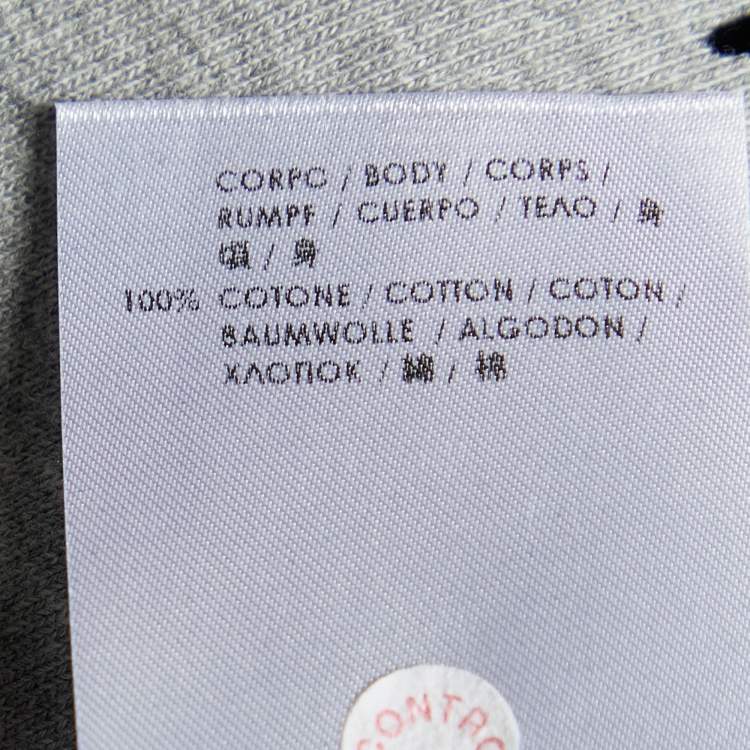 CORPO / BODY / CORPS /
RUMPF / CUERPO / ТЕЛО / 身
頃 / 身
100% COTONE / COTTON / COTON /
BAUMWOLLE / ALGODON /
ХЛОПОК / 綿 / 棉
CONTRO